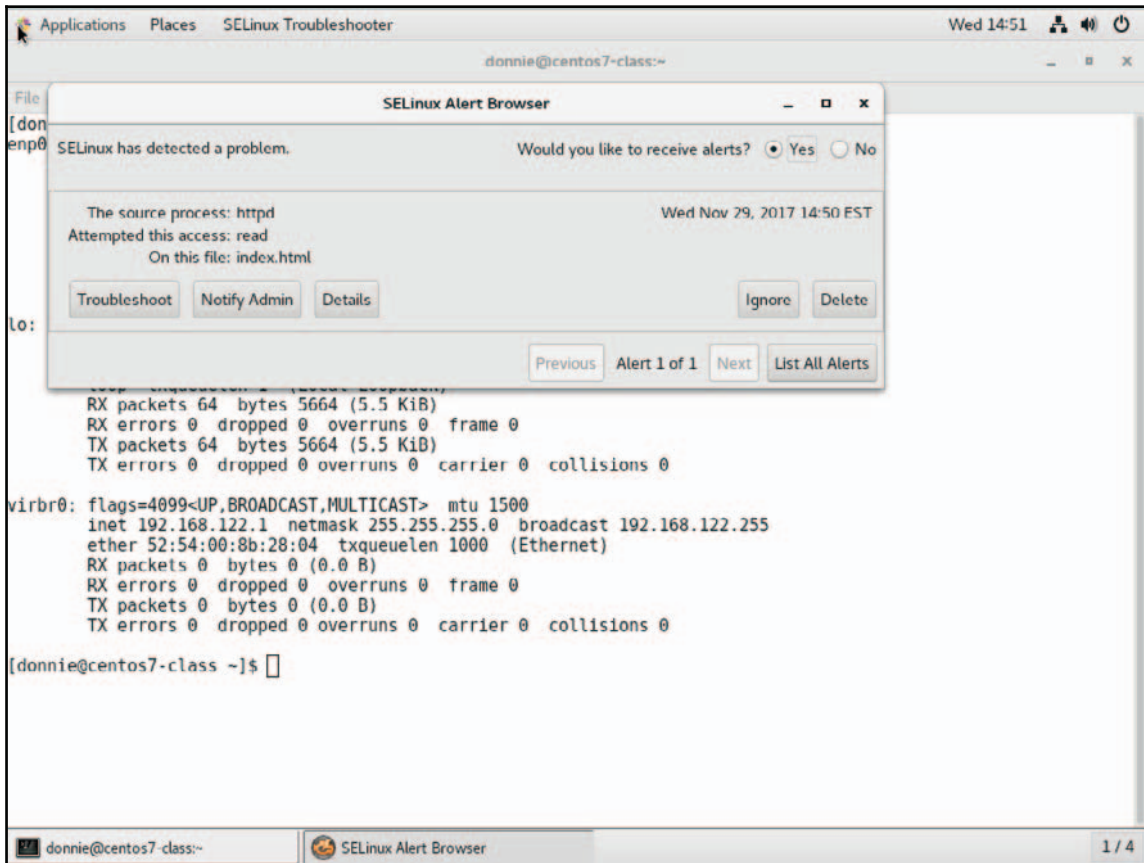 Applications Places SELinux Troubleshooter Wed 14:51
donnie@centos7-class:~
File
SELinux Alert Browser
[don
enp0
SELinux has detected a problem. Would you like to receive alerts? Yes No
The source process: httpd Wed Nov 29, 2017 14:50 EST
Attempted this access: read
On this file: index.html
Troubleshoot Notify Admin Details Ignore Delete
lo:
Previous Alert 1 of 1 Next List All Alerts
loop txqueuelen 1 (Local Loopback)
RX packets 64 bytes 5664 (5.5 KiB)
RX errors 0 dropped 0 overruns 0 frame 0
TX packets 64 bytes 5664 (5.5 KiB)
TX errors 0 dropped 0 overruns 0 carrier 0 collisions 0
virbr0: flags=4099<UP,BROADCAST,MULTICAST> mtu 1500
inet 192.168.122.1 netmask 255.255.255.0 broadcast 192.168.122.255
ether 52:54:00:8b:28:04 txqueuelen 1000 (Ethernet)
RX packets 0 bytes 0 (0.0 B)
RX errors 0 dropped 0 overruns 0 frame 0
TX packets 0 bytes 0 (0.0 B)
TX errors 0 dropped 0 overruns 0 carrier 0 collisions 0
[donnie@centos7-class ~]$
donnie@centos7-class:~ SELinux Alert Browser 1 / 4